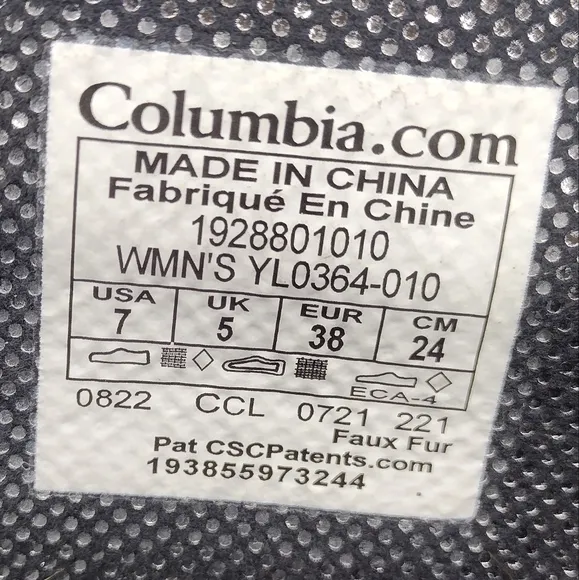 Columbia.com
MADE IN CHINA
Fabriqué En Chine
1928801010
WMN'S YL0364-010
USA UK EUR CM
7 5 38 24
ECA-4
0822 CCL 0721 221
Faux Fur
Pat CSCPatents.com
193855973244